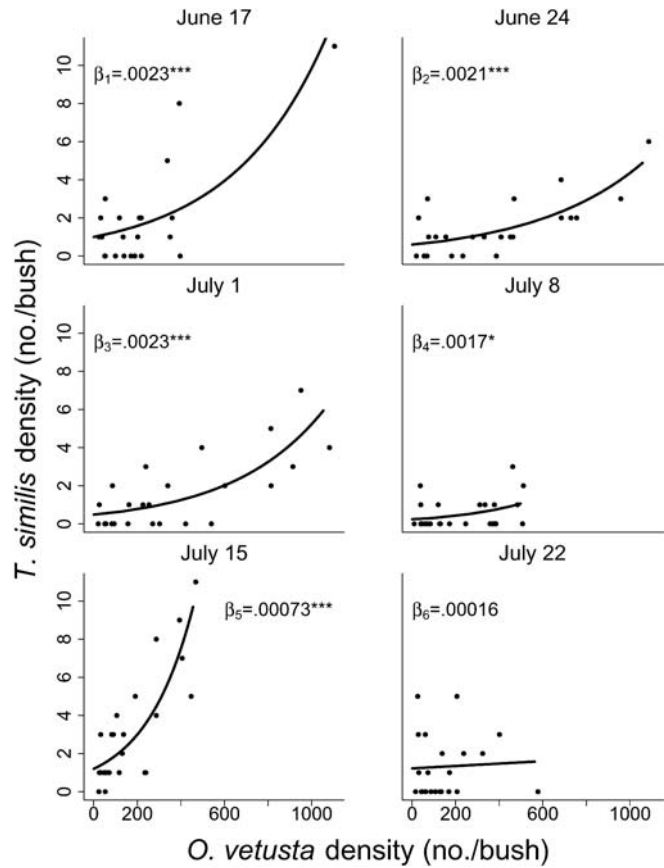 June 17
June 24
β1=.0023***
β2=.0021***
10
8
6
4
2
0
July 1
July 8
β3=.0023***
β4=.0017*
10
8
6
4
2
0
July 15
July 22
β5=.00073***
β6=.00016
10
8
6
4
2
0
0
600
1000
0
600
1000
T. similis density (no./bush)
O. vetusta density (no./bush)